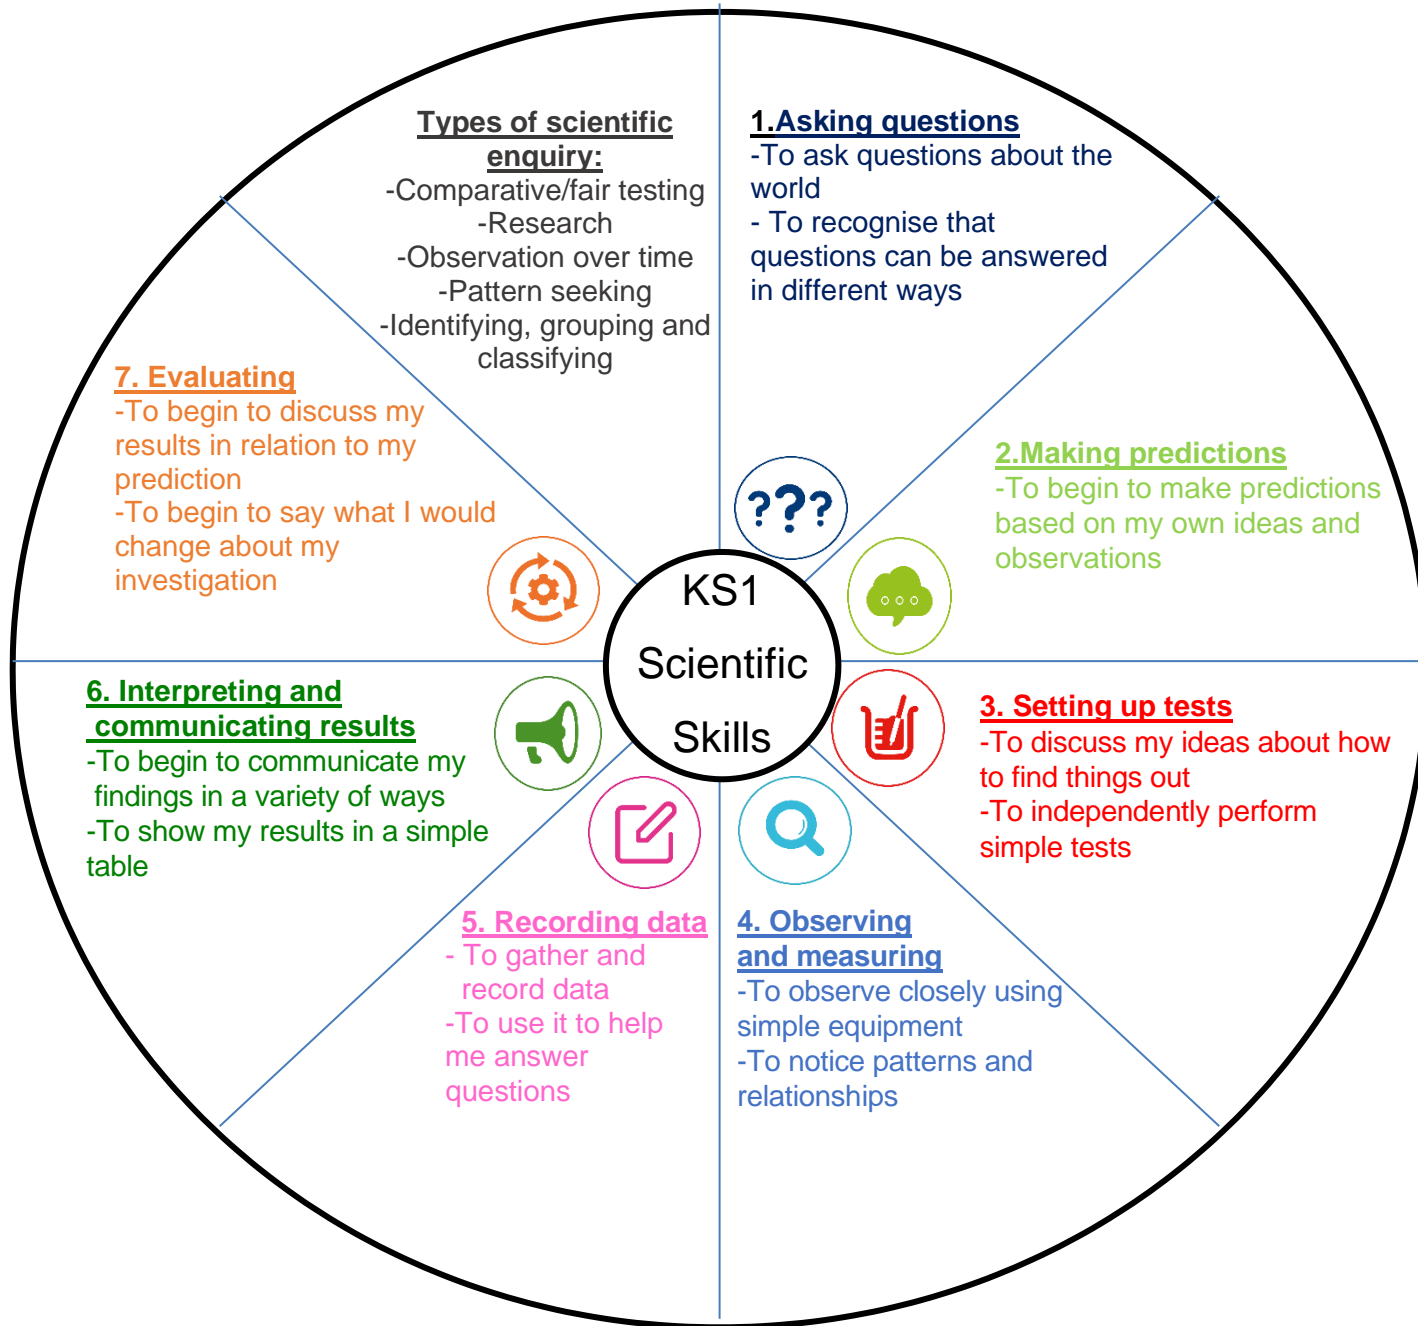 Types of scientific
enquiry:
-Comparative/fair testing
-Research
-Observation over time
-Pattern seeking
-Identifying, grouping and
classifying
1.Asking questions
-To ask questions about the
world
- To recognise that
questions can be answered
in different ways
2.Making predictions
-To begin to make predictions
based on my own ideas and
observations
3. Setting up tests
-To discuss my ideas about how
to find things out
-To independently perform
simple tests
4. Observing
and measuring
-To observe closely using
simple equipment
-To notice patterns and
relationships
5. Recording data
- To gather and
record data
-To use it to help
me answer
questions
6. Interpreting and
communicating results
-To begin to communicate my
findings in a variety of ways
-To show my results in a simple
table
7. Evaluating
-To begin to discuss my
results in relation to my
prediction
-To begin to say what I would
change about my
investigation
???
KS1
Scientific
Skills